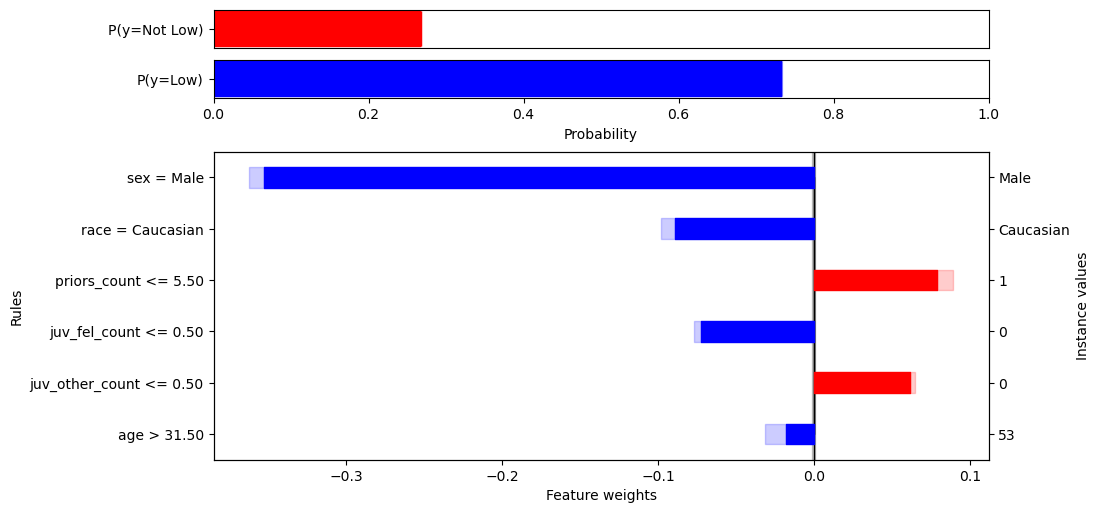 P(y=Not Low)
P(y=Low)
0.0 0.2 0.4 0.6 0.8 1.0
Probability
sex = Male Male
race = Caucasian Caucasian
priors_count <= 5.50 1
juv_fel_count <= 0.50 0
juv_other_count <= 0.50 0
age > 31.50 53
Rules
Instance values
−0.3 −0.2 −0.1 0.0 0.1
Feature weights